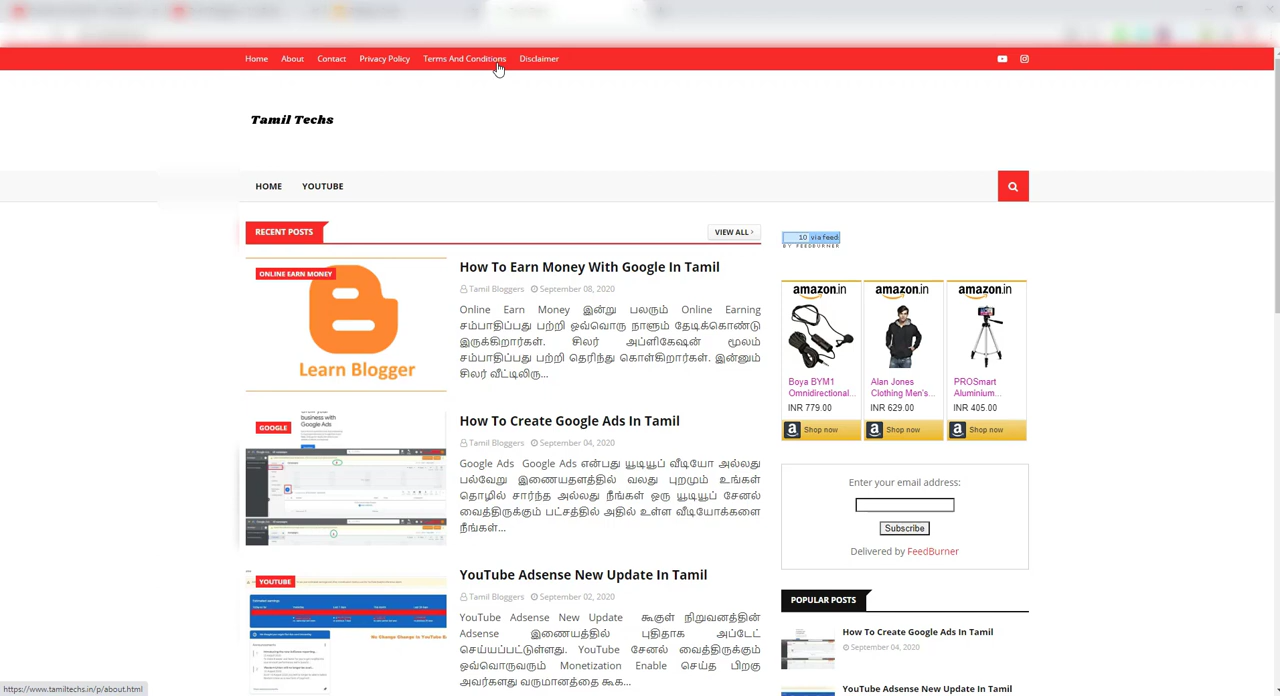 Home About Contact Privacy Policy Terms And Conditions Disclaimer
Tamil Techs
HOME YOUTUBE
RECENT POSTS
VIEW ALL
ONLINE EARN MONEY
Learn Blogger
How To Earn Money With Google In Tamil
Tamil Bloggers September 08, 2020
Online Earn Money இன்று பலரும் Online Earning
சம்பாதிப்பது பற்றி ஒவ்வொரு நாளும் தேடிக்கொண்டு
இருக்கிறார்கள். சிலர் அப்ளிகேஷன் மூலம்
சம்பாதிப்பது பற்றி தெரிந்து கொள்கிறார்கள். இன்னும்
சிலர் வீட்டிலிரு...
GOOGLE
business with
Google Ads
How To Create Google Ads In Tamil
Tamil Bloggers September 04, 2020
Google Ads Google Ads என்பது யூடியூப் வீடியோ அல்லது
பல்வேறு இணையதளத்தில் வலது புறமும் உங்கள்
தொழில் சார்ந்த அல்லது நீங்கள் ஒரு யூடியூப் சேனல்
வைத்திருக்கும் பட்சத்தில் அதில் உள்ள வீடியோக்களை
நீங்கள்...
YOUTUBE
YouTube Adsense New Update In Tamil
Tamil Bloggers September 02, 2020
YouTube Adsense New Update கூகுள் நிறுவனத்தின்
Adsense இணையத்தில் புதிதாக அப்டேட்
செய்யப்பட்டுள்ளது. YouTube சேனல் வைத்திருக்கும்
ஒவ்வொருவரும் Monetization Enable செய்த பிறகு
அவர்களது வருமானத்தை கூக...
10 via feed
BY FEEDBURNER
amazon.in amazon.in amazon.in
Boya BYM1 Omnidirectional...
INR 779.00
Shop now
Alan Jones Clothing Men's...
INR 629.00
Shop now
PROSmart Aluminium...
INR 405.00
Shop now
Enter your email address:
Subscribe
Delivered by FeedBurner
POPULAR POSTS
How To Create Google Ads In Tamil
September 04, 2020
YouTube Adsense New Update In Tamil
https://www.tamiltechs.in/p/about.html